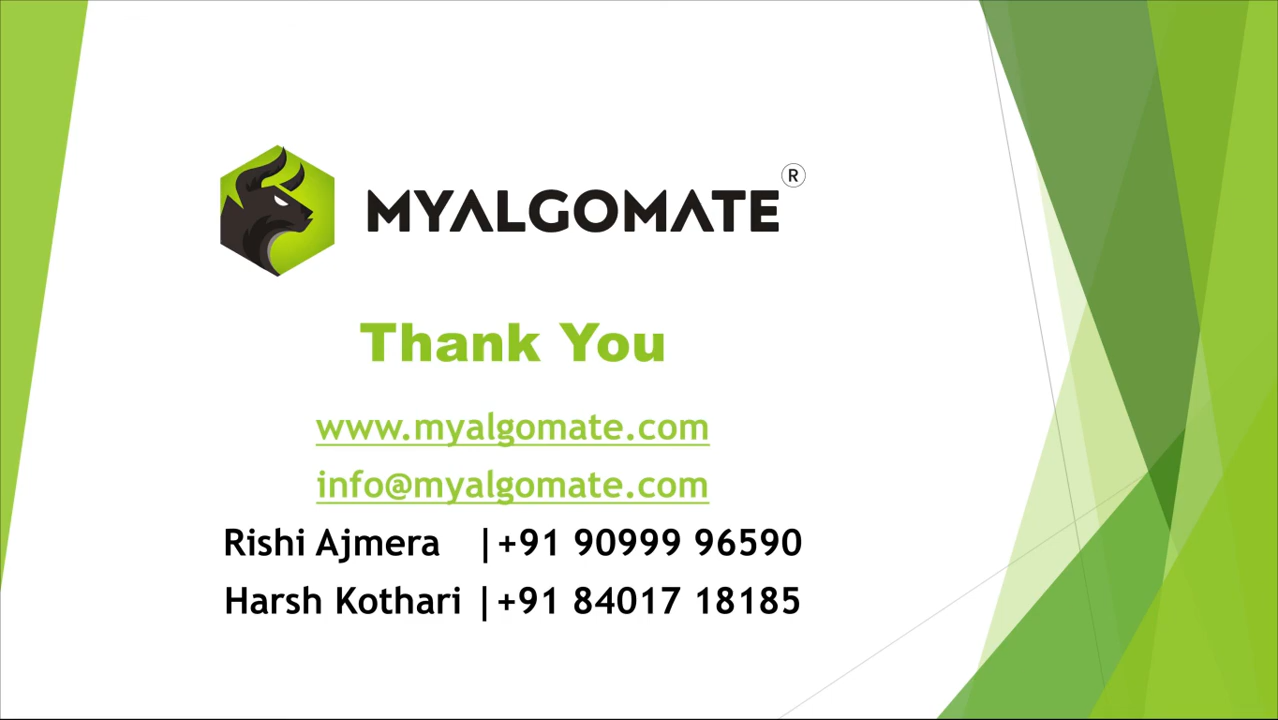 MYALGOMATE ®
Thank You
www.myalgomate.com
info@myalgomate.com
Rishi Ajmera |+91 90999 96590
Harsh Kothari |+91 84017 18185